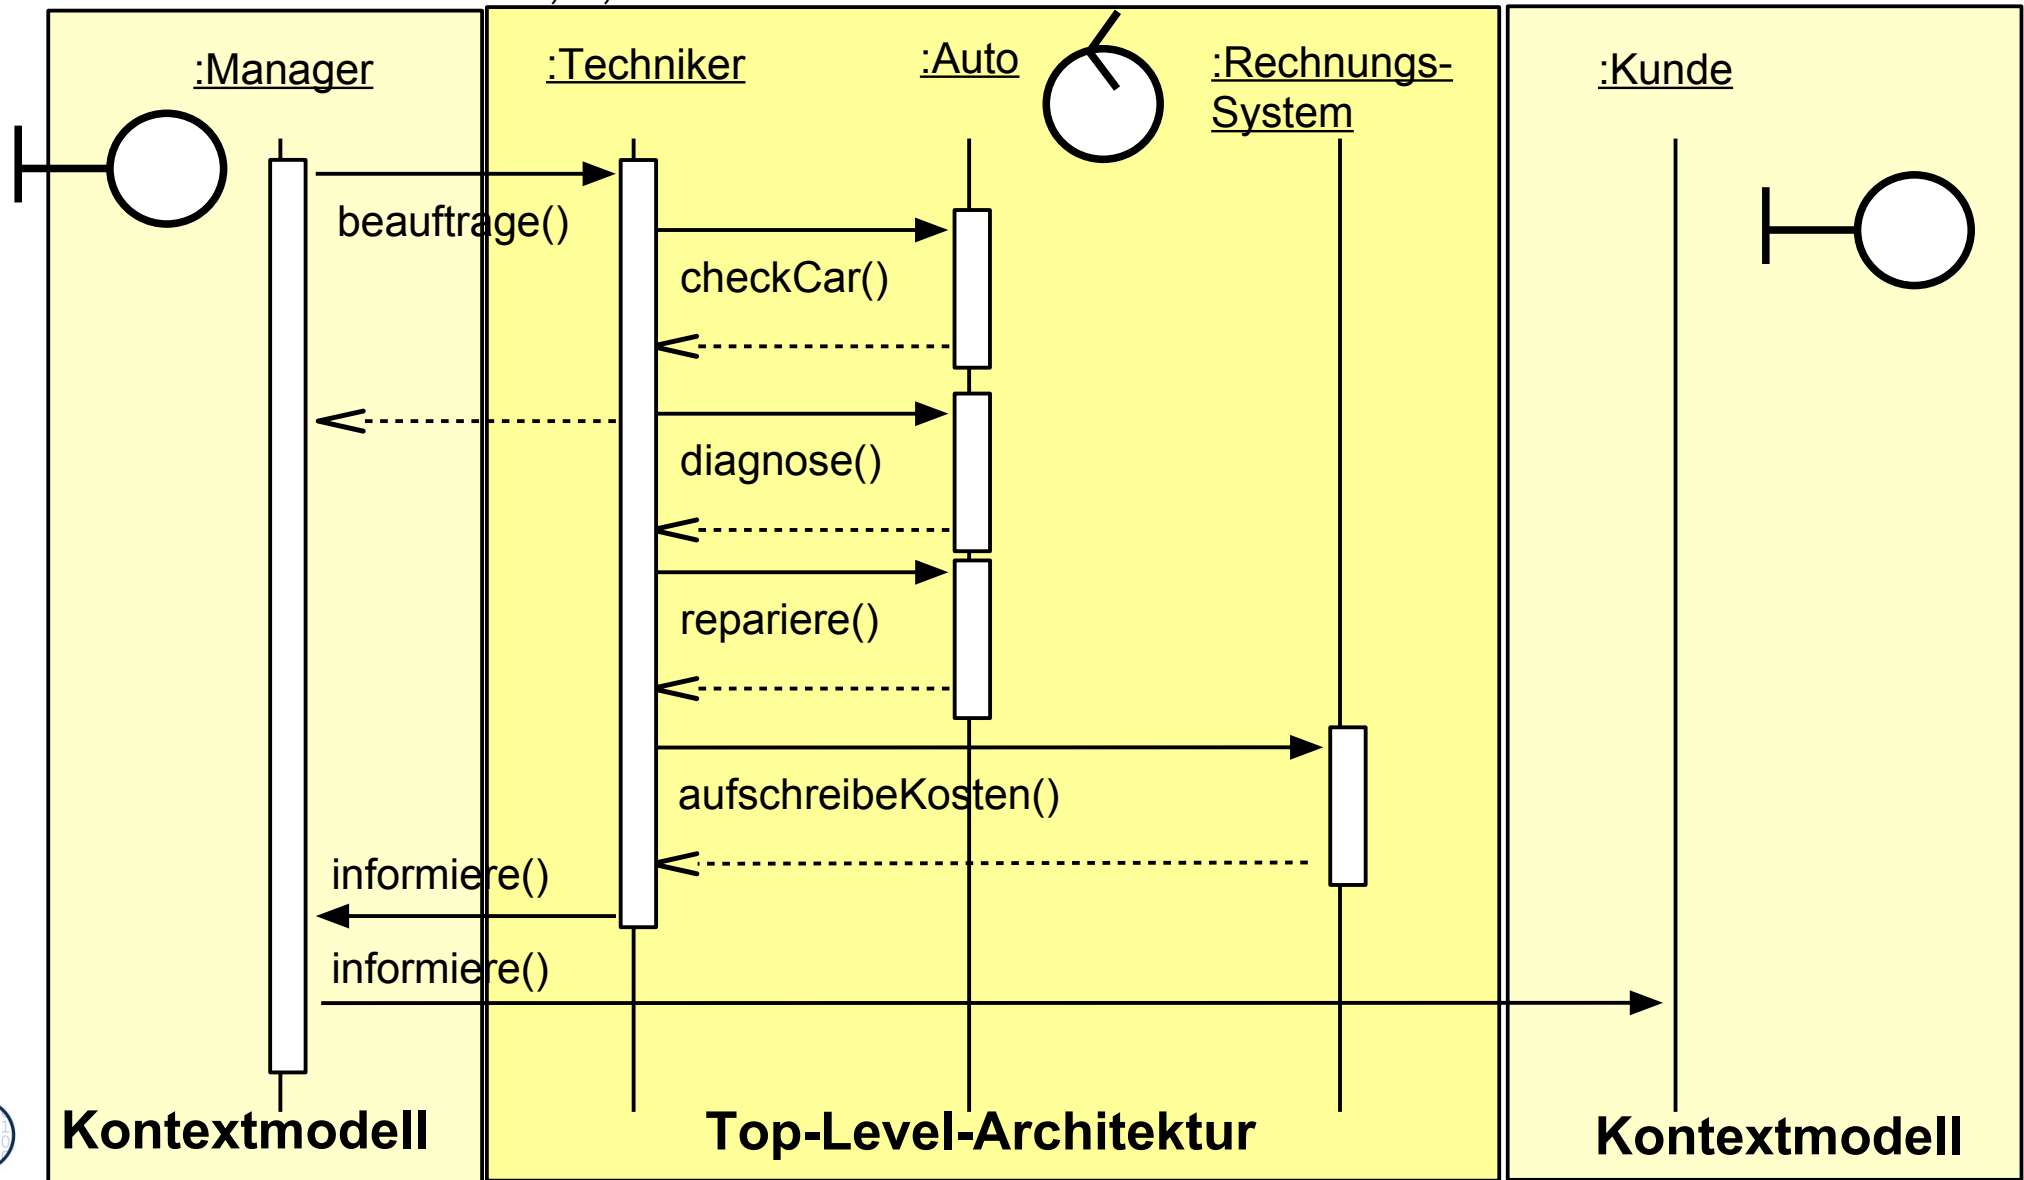 :Manager
:Techniker
:Auto
:Rechnungs-
System
:Kunde
beauftrage()
checkCar()
diagnose()
repariere()
aufschreibeKosten()
informiere()
informiere()
Kontextmodell
Top-Level-Architektur
Kontextmodell